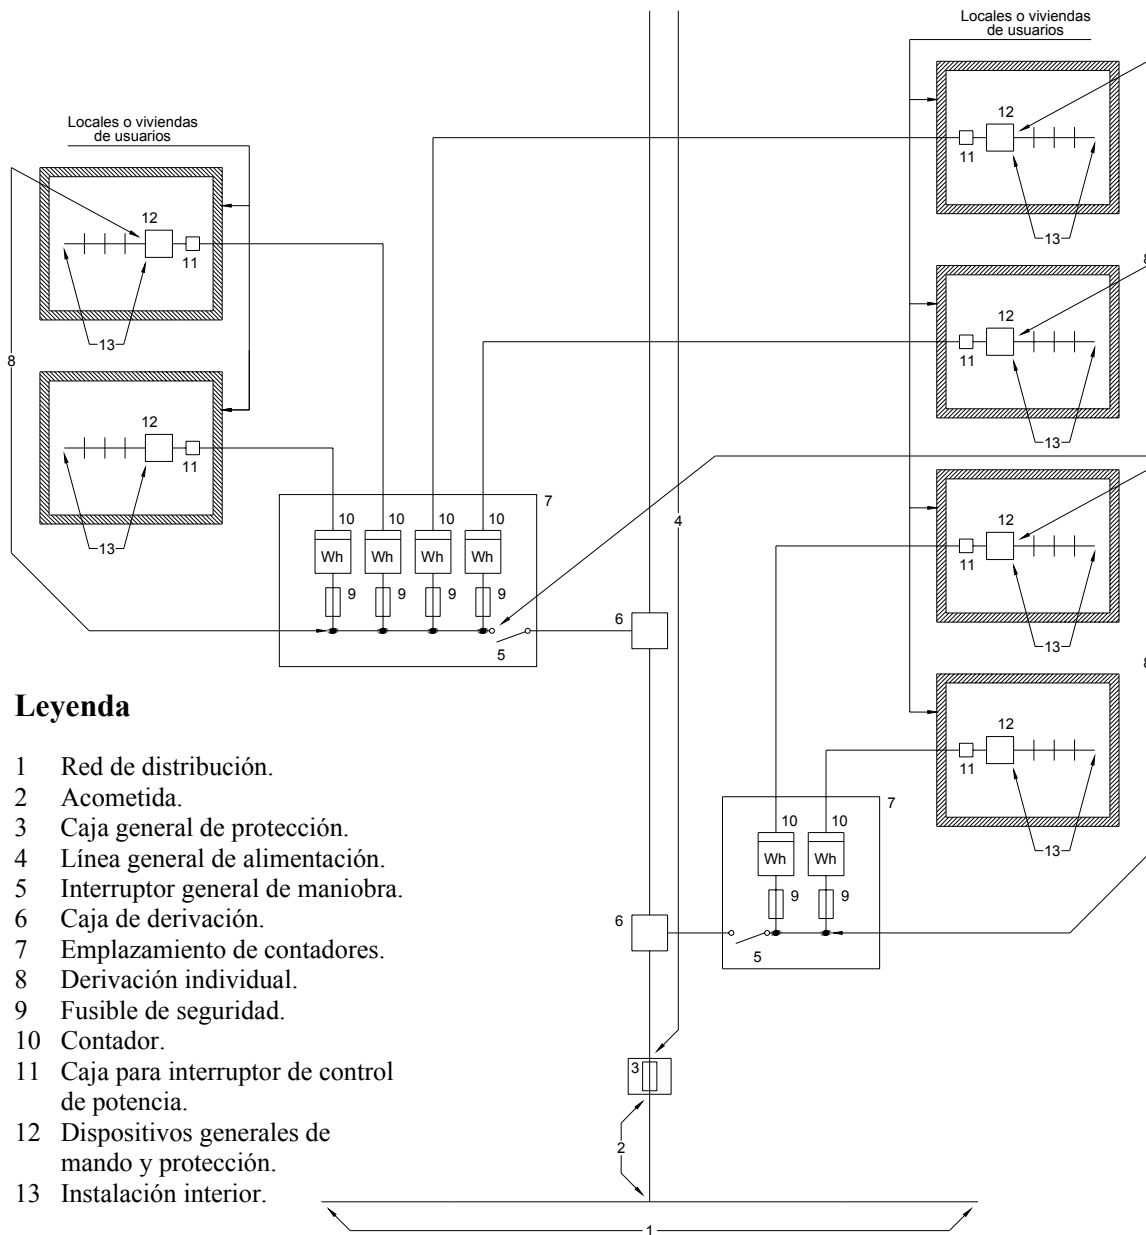 Locales o viviendas
de usuarios
12
11
13
8
12
11
13
Locales o viviendas
de usuarios
12
11
13
8
12
11
13
12
11
13
8
12
11
13
7
10
10
10
10
Wh
Wh
Wh
Wh
9
9
9
9
5
6
4
7
10
10
Wh
Wh
9
9
5
6
3
2
1
Leyenda
1 Red de distribución.
2 Acometida.
3 Caja general de protección.
4 Línea general de alimentación.
5 Interruptor general de maniobra.
6 Caja de derivación.
7 Emplazamiento de contadores.
8 Derivación individual.
9 Fusible de seguridad.
10 Contador.
11 Caja para interruptor de control
de potencia.
12 Dispositivos generales de
mando y protección.
13 Instalación interior.